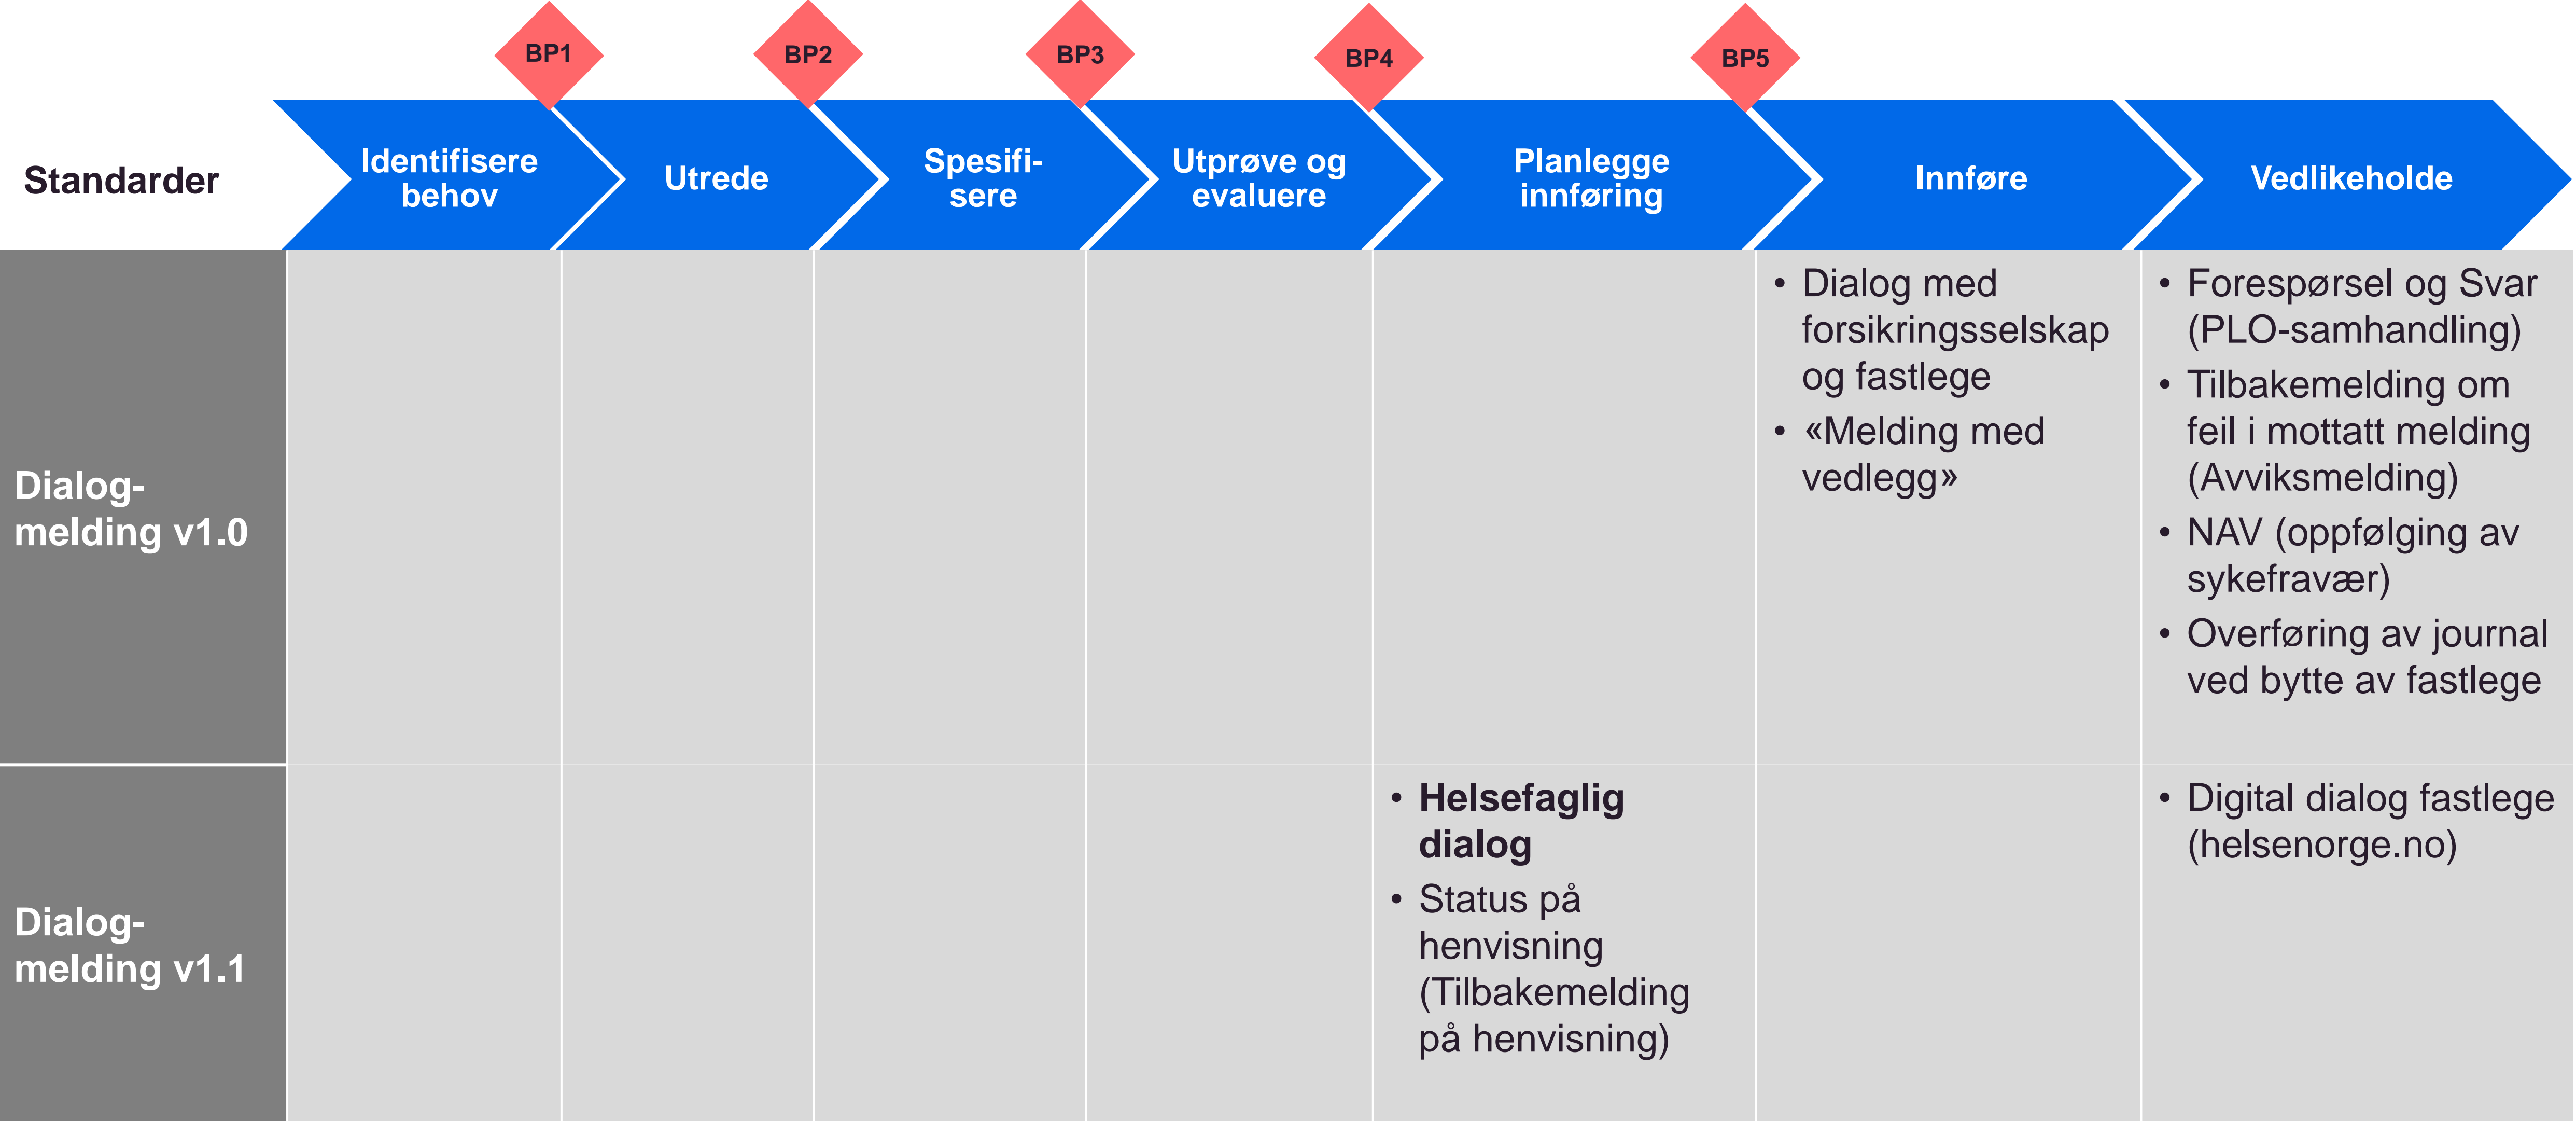 BP1
BP2
BP3
BP4
BP5
Standarder
Identifisere
behov
Utrede
Spesifi-
sere
Utprøve og
evaluere
Planlegge
innføring
Innføre
Vedlikeholde
Dialog-
melding v1.0
• Dialog med
forsikringsselskap
og fastlege
• «Melding med
vedlegg»
• Forespørsel og Svar
(PLO-samhandling)
• Tilbakemelding om
feil i mottatt melding
(Avviksmelding)
• NAV (oppfølging av
sykefravær)
• Overføring av journal
ved bytte av fastlege
Dialog-
melding v1.1
• Helsefaglig
dialog
• Status på
henvisning
(Tilbakemelding
på henvisning)
• Digital dialog fastlege
(helsenorge.no)